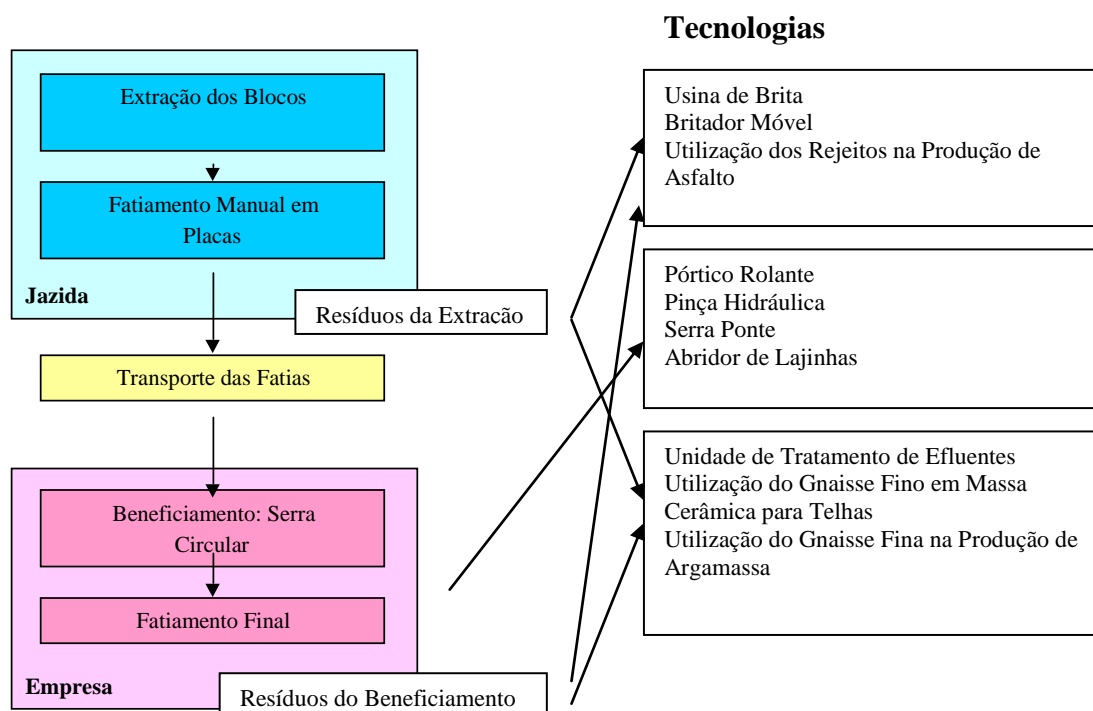 Tecnologias
Extração dos Blocos
Fatiamento Manual em
Placas
Jazida
Resíduos da Extração
Transporte das Fatias
Beneficiamento: Serra
Circular
Fatiamento Final
Empresa
Resíduos do Beneficiamento
Usina de Brita
Britador Móvel
Utilização dos Rejeitos na Produção de
Asfalto
Pórtico Rolante
Pinça Hidráulica
Serra Ponte
Abridor de Lajinhas
Unidade de Tratamento de Efluentes
Utilização do Gnaisse Fino em Massa
Cerâmica para Telhas
Utilização do Gnaisse Fina na Produção de
Argamassa